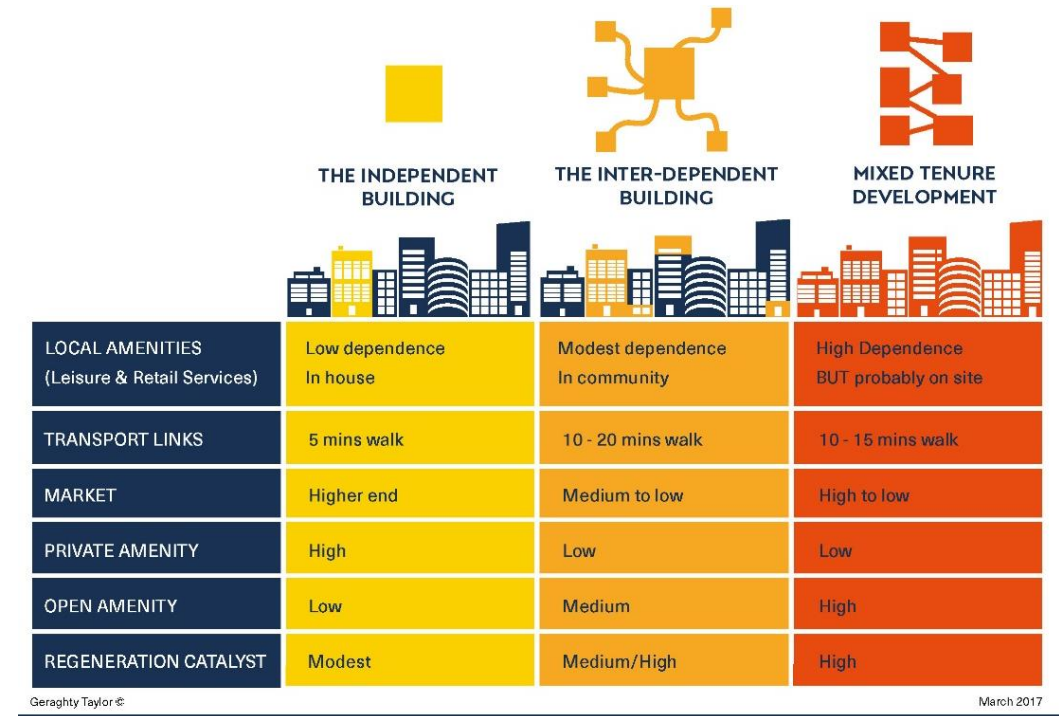 THE INDEPENDENT
BUILDING
THE INTER-DEPENDENT
BUILDING
MIXED TENURE
DEVELOPMENT
LOCAL AMENITIES
(Leisure & Retail Services)
Low dependence
In house
Modest dependence
In community
High Dependence
BUT probably on site
TRANSPORT LINKS
5 mins walk
10 - 20 mins walk
10 - 15 mins walk
MARKET
Higher end
Medium to low
High to low
PRIVATE AMENITY
High
Low
Low
OPEN AMENITY
Low
Medium
High
REGENERATION CATALYST
Modest
Medium/High
High
Geraghty Taylor ©
March 2017